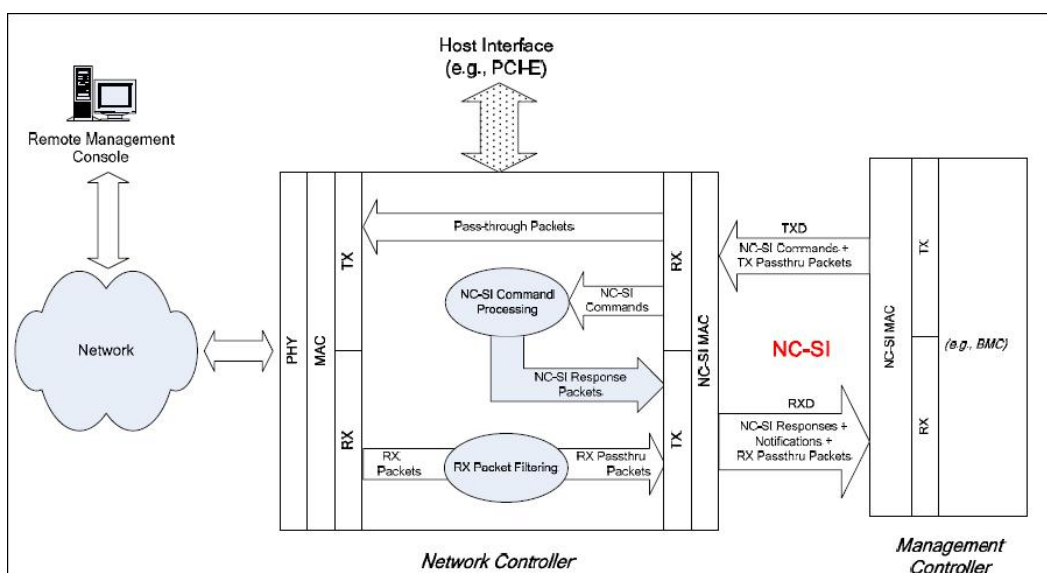 Host Interface
(e.g., PCI-E)
Remote Management
Console
Network
PHY
MAC
TX
RX
Pass-through Packets
NC-SI Command
Processing
NC-SI
Commands
NC-SI Response
Packets
RX
Packets
RX Packet Filtering
RX Passthru
Packets
RX
TX
NC-SI MAC
TXD
NC-SI Commands +
TX Passthru Packets
NC-SI
RXD
NC-SI Responses +
Notifications +
RX Passthru Packets
NC-SI MAC
TX
RX
(e.g., BMC)
Network Controller
Management
Controller